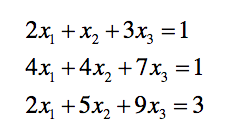 2x₁ + x₂ + 3x₃ = 1
4x₁ + 4x₂ + 7x₃ = 1
2x₁ + 5x₂ + 9x₃ = 3